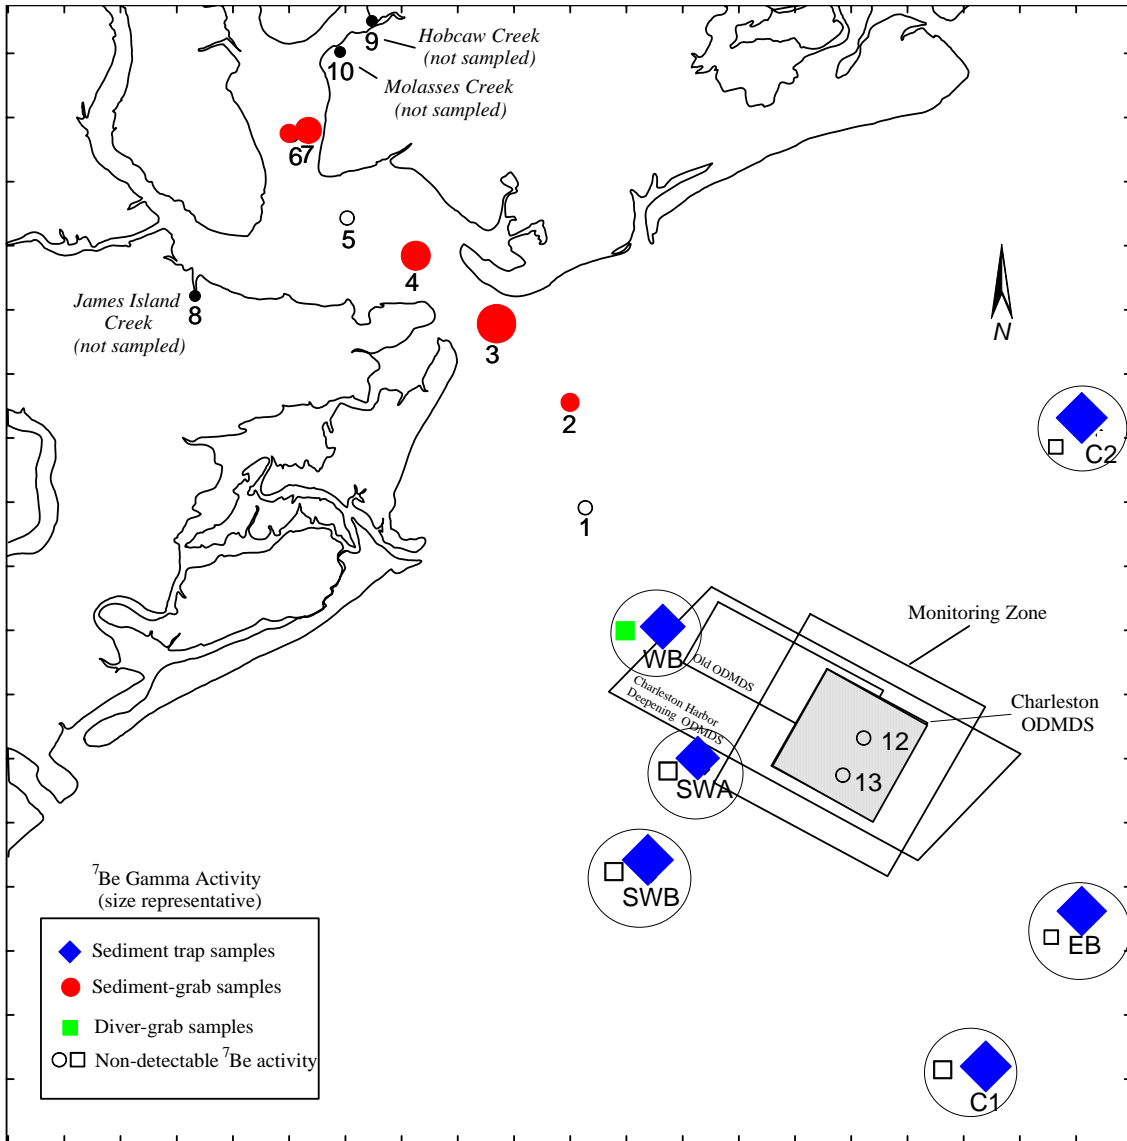 9
Hobcaw Creek
(not sampled)
10
Molasses Creek
(not sampled)
6
7
5
4
James Island
Creek
(not sampled)
8
3
N
2
C2
1
Monitoring Zone
WB
Old ODMDS
Charleston Harbor
Deepening ODMDS
Charleston
ODMDS
12
13
SWA
SWB
EB
C1
⁷Be Gamma Activity
(size representative)
Sediment trap samples
Sediment-grab samples
Diver-grab samples
Non-detectable ⁷Be activity